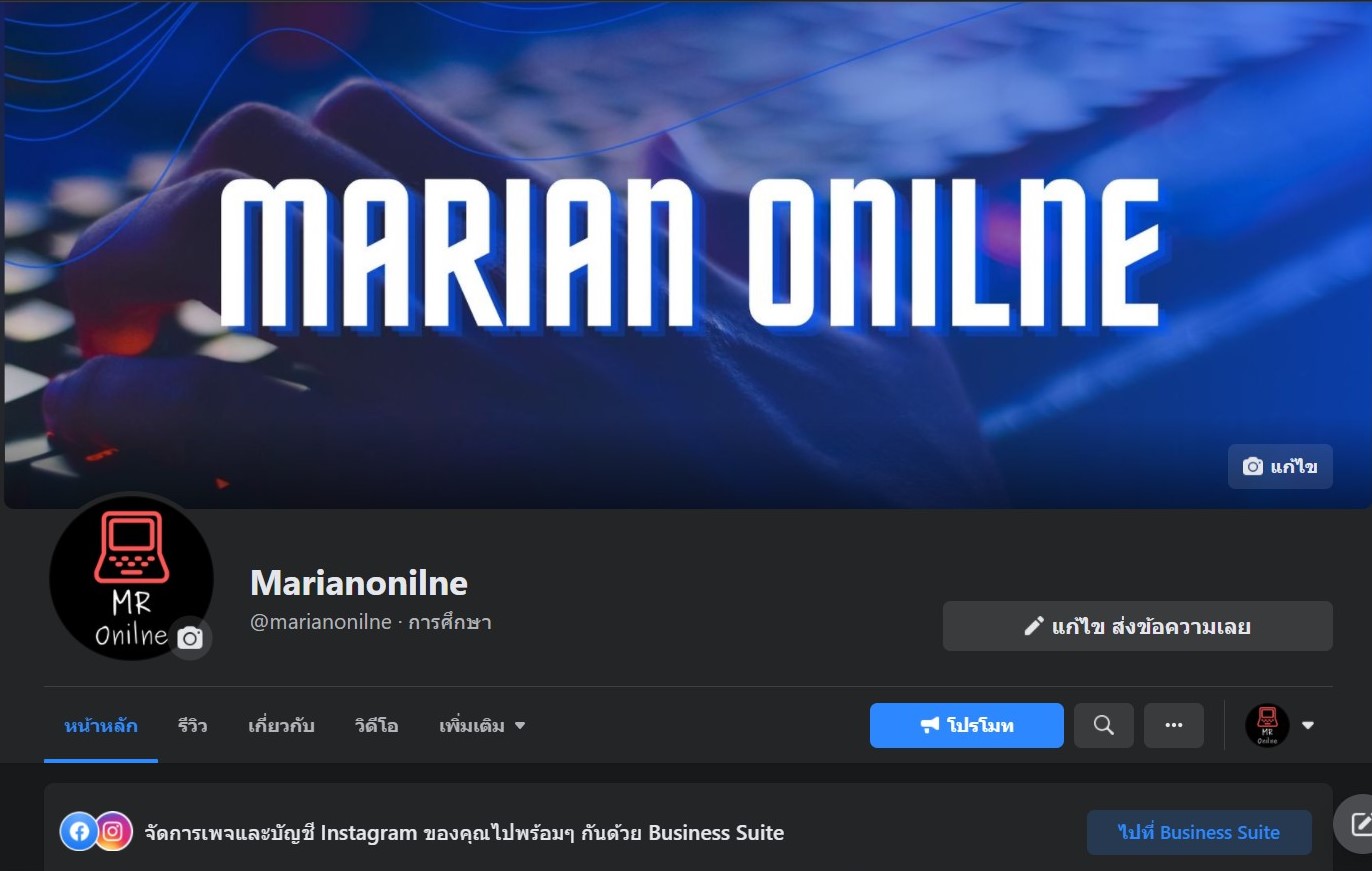 MARIAN ONILNE
แก้ไข
MR
Onilne
Marianonilne
@marianonilne · การศึกษา
แก้ไข ส่งข้อความเลย
หน้าหลัก รีวิว เกี่ยวกับ วิดีโอ เพิ่มเติม
โปรโมท
MR
Onilne
จัดการเพจและบัญชี Instagram ของคุณไปพร้อมๆ กันด้วย Business Suite
ไปที่ Business Suite